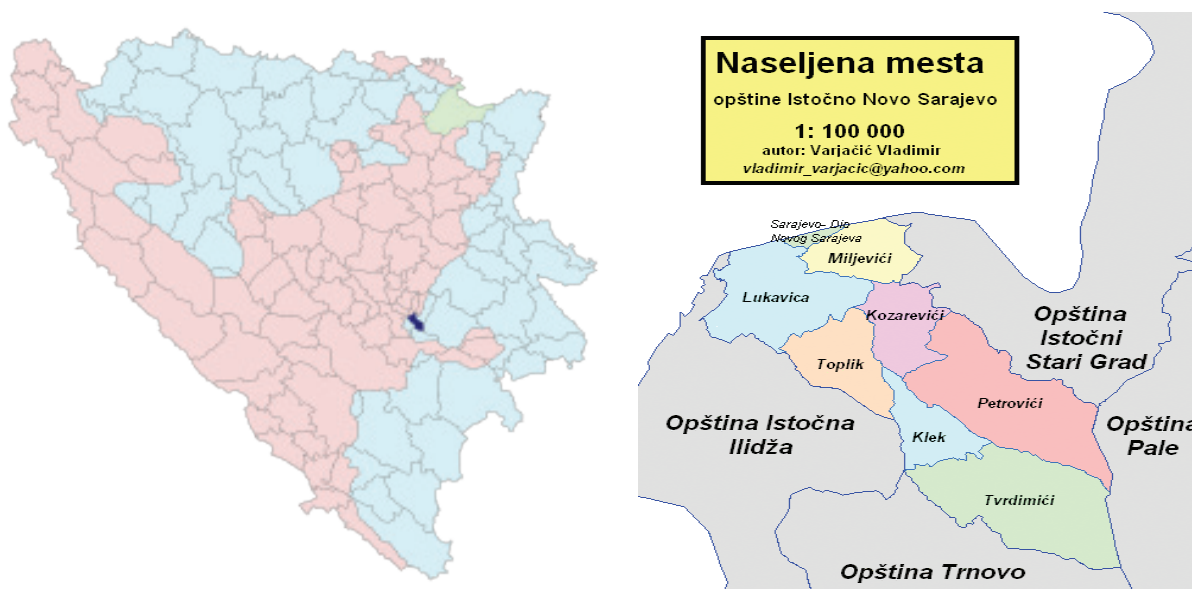 Naseljena mesta
opštine Istočno Novo Sarajevo
1: 100 000
autor: Varjačić Vladimir
vladimir_varjacic@yahoo.com
Sarajevo- Dio
Novog Sarajeva
Miljevići
Lukavica
Kozarevići
Opština
Istočni
Stari Grad
Toplik
Petrovići
Opština Istočna
Ilidža
Klek
Opština
Pale
Tvrdimići
Opština Trnovo